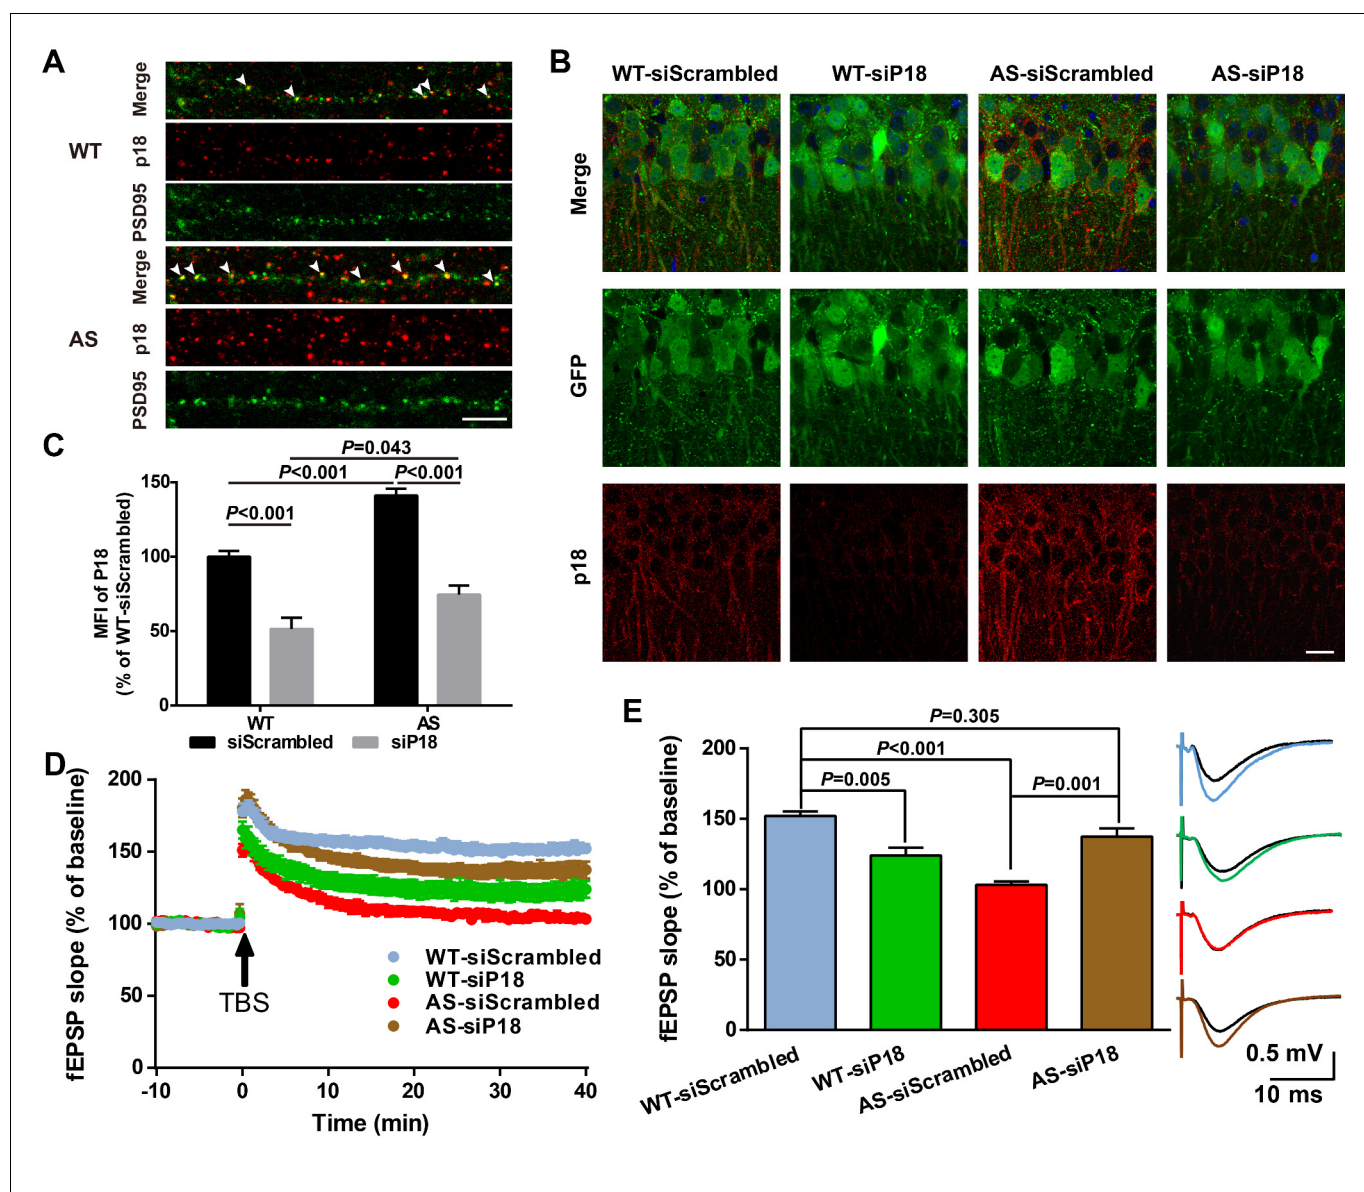 A
Merge
WT
p18
PSD95
Merge
AS
p18
PSD95
B
WT-siScrambled
WT-siP18
AS-siScrambled
AS-siP18
Merge
GFP
p18
C
P=0.043
P<0.001
P<0.001
P<0.001
MFI of P18
(% of WT-siScrambled)
150
100
50
0
WT
AS
siScrambled
siP18
D
fEPSP slope (% of baseline)
200
150
100
50
0
TBS
WT-siScrambled
WT-siP18
AS-siScrambled
AS-siP18
-10
0
10
20
30
40
Time (min)
E
P=0.305
P<0.001
P=0.005
P=0.001
fEPSP slope (% of baseline)
200
150
100
50
0
WT-siScrambled
WT-siP18
AS-siScrambled
AS-siP18
0.5 mV
10 ms